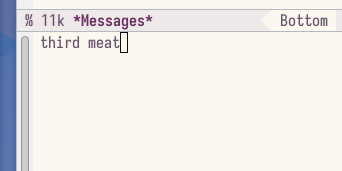 % 11k *Messages* Bottom
third meat